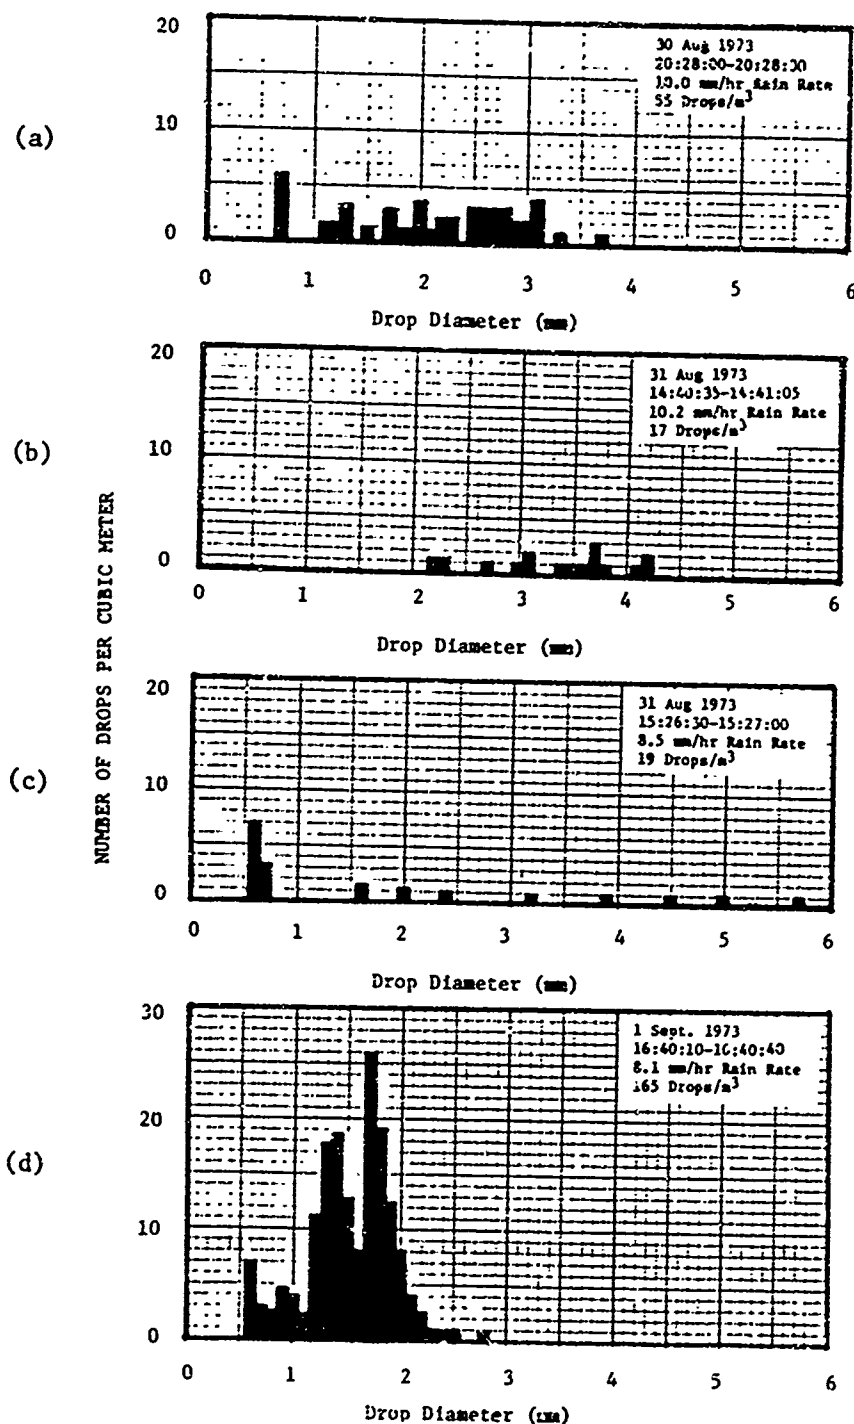 NUMBER OF DROPS PER CUBIC METER
(a)
20
10
0
30 Aug 1973
20:28:00-20:28:30
10.0 mm/hr Rain Rate
55 Drops/m³
0 1 2 3 4 5 6
Drop Diameter (mm)
(b)
20
10
0
31 Aug 1973
14:40:35-14:41:05
10.2 mm/hr Rain Rate
17 Drops/m³
0 1 2 3 4 5 6
Drop Diameter (mm)
(c)
20
10
0
31 Aug 1973
15:26:30-15:27:00
8.5 mm/hr Rain Rate
19 Drops/m³
0 1 2 3 4 5 6
Drop Diameter (mm)
(d)
30
20
10
0
1 Sept. 1973
16:40:10-16:40:40
8.1 mm/hr Rain Rate
165 Drops/m³
0 1 2 3 4 5 6
Drop Diameter (mm)